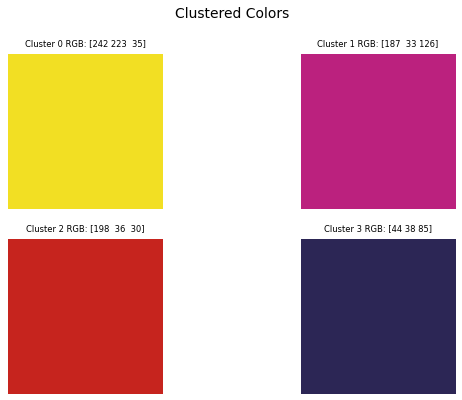 Clustered Colors
Cluster 0 RGB: [242 223  35]
Cluster 1 RGB: [187  33 126]
Cluster 2 RGB: [198  36  30]
Cluster 3 RGB: [44 38 85]